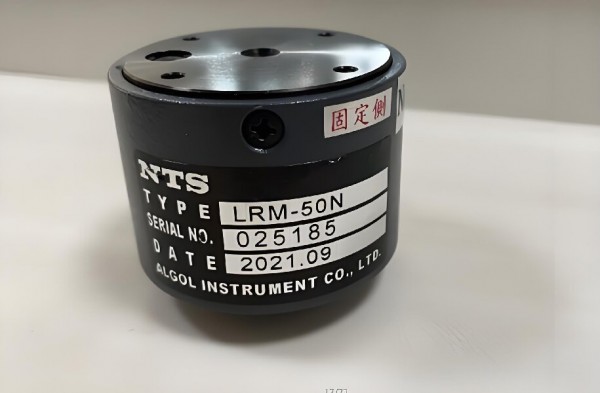 固定側
N
NTS
TYPE LRM-50N
SERIAL NO. 025185
DATE 2021.09
ALGOL INSTRUMENT CO., LTD.